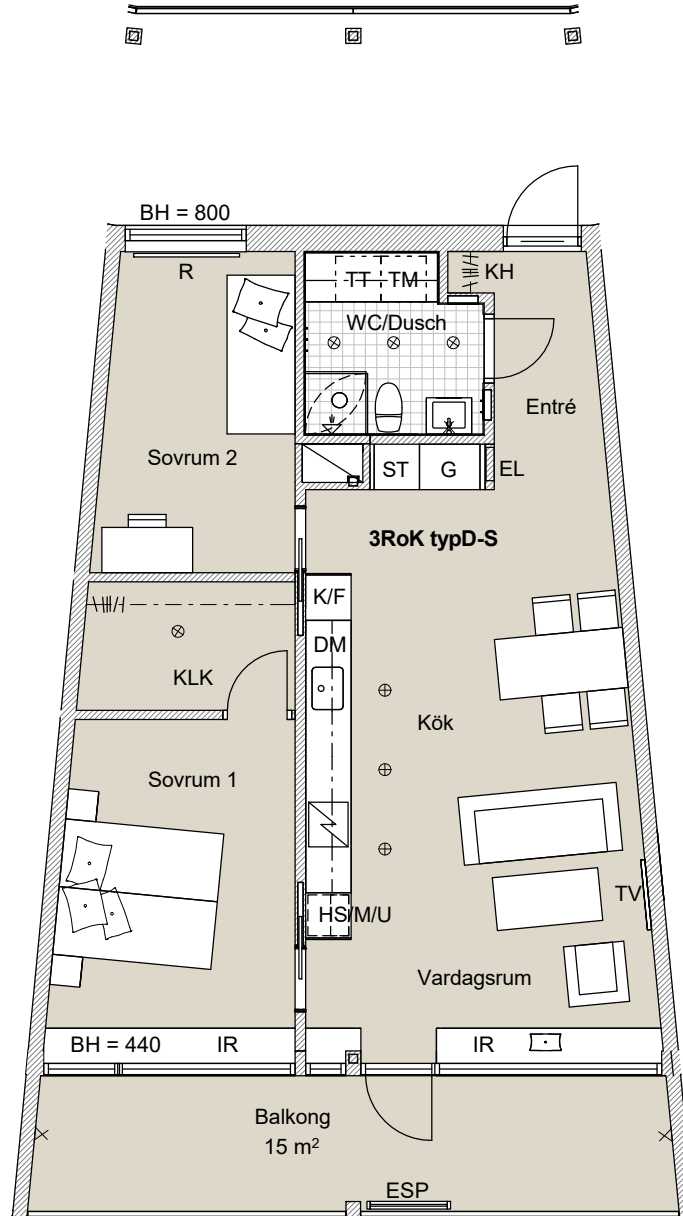 BH = 800
R
TT
TM
KH
WC/Dusch
Entré
Sovrum 2
ST
G
EL
3RoK typD-S
K/F
DM
KLK
Kök
Sovrum 1
TV
HS/M/U
Vardagsrum
BH = 440
IR
IR
Balkong
15 m²
ESP